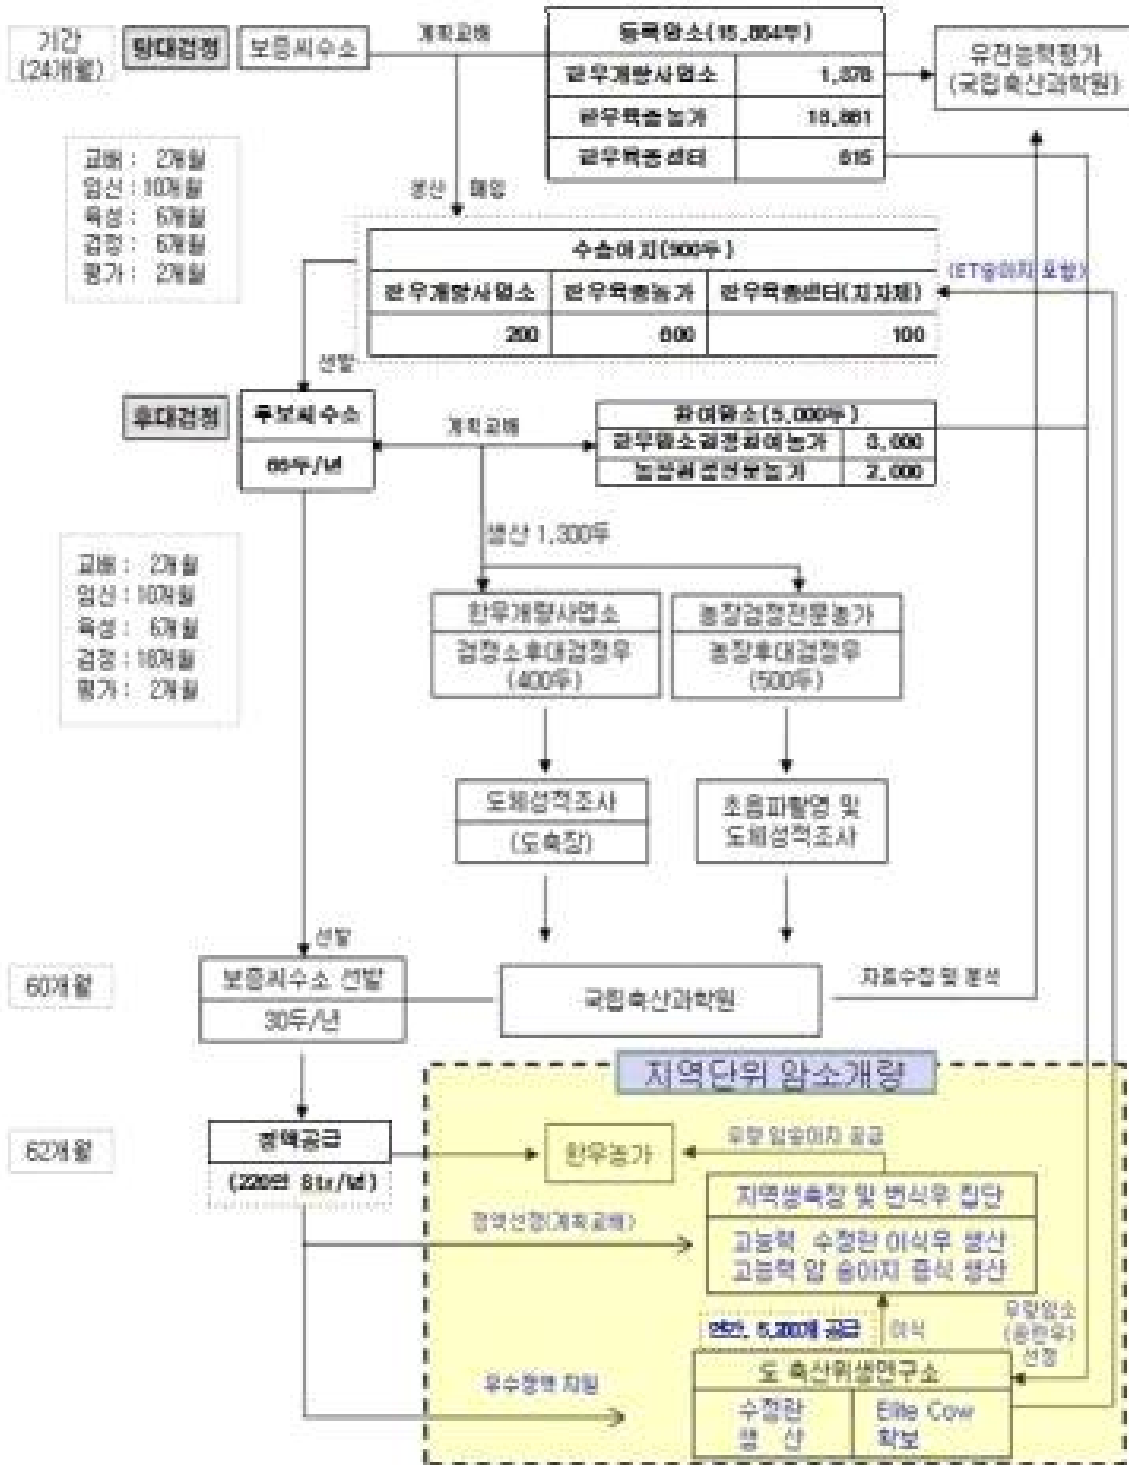 기간
(24개월)
당대검정
보증씨수소
계획교배
등록암소(15,854두)
한우개량사업소
한우육종농가
한우육종센터
615
유전능력평가
(국립축산과학원)
교배 : 2개월
임신 : 10개월
육성 : 6개월
검정 : 6개월
평가 : 2개월
생산 매입
수송아지(900두)
한우개량사업소 한우육종농가 한우육종센터(지자체)
200 600 100
(ET송아지 포함)
선발
후대검정
후보씨수소
계획교배
참여암소(5,000두)
한우암소검정참여농가 3,000
농장검정전문농가 2,000
생산 1,300두
교배 : 2개월
임신 : 10개월
육성 : 6개월
검정 : 18개월
평가 : 2개월
한우개량사업소
검정소후대검정우
(400두)
농장검정전문농가
농장후대검정우
(500두)
도체성적조사
(도축장)
초음파촬영 및
도체성적조사
선발
60개월
보증씨수소 선발
30두/년
국립축산과학원
자료수집 및 분석
지역단위 암소개량
62개월
정액공급
한우농가
우량 암송아지 공급
정액선정(계획교배)
지역생축장 및 번식우 집단
고능력 수정란 이식우 생산
고능력 암 송아지 증식 생산
이식
우량암소
(공란우)
선정
우수정액 지원
도 축산위생연구소
수정란
생 산
Elite Cow
확보